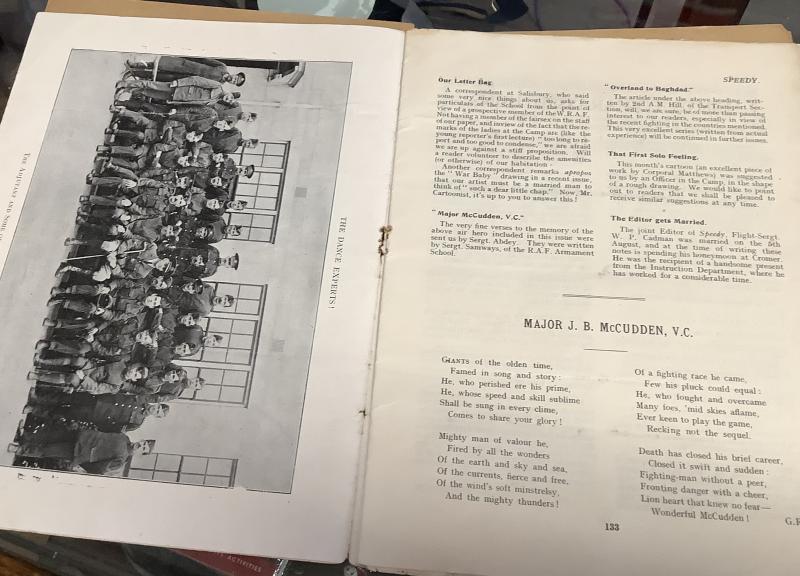 THE DANCE EXPERTS!
THE ADJUTANT AND SOME
SPEEDY.
Our Letter Bag.
A correspondent at Salisbury, who said
some very nice things about us, asks for
particulars of the School from the point of
view of a prospective member of the W.R.A.F.
Not having a member of the fairsex on the staff
of our paper, and in view of the fact that the re-
marks of the ladies at the Camp are (like the
young reporter's first lecture) "too long to re-
port and too good to condense," we are afraid
we are up against a stiff proposition. Will
a reader volunteer to describe the amenities
(or otherwise) of our habitation?
Another correspondent remarks apropos
the "War Baby" drawing in a recent issue,
that our artist must be a married man to
think of "such a dear little chap." Now, Mr.
Cartoonist, it's up to you to answer this!
"Major McCudden, V.C."
The very fine verses to the memory of the
above air hero included in this issue were
sent us by Sergt. Abdey. They were written
by Sergt. Samways, of the R.A.F. Armament
School.
"Overland to Baghdad."
The article under the above heading, writ-
ten by 2nd A.M. Hill, of the Transport Sec-
tion, will, we are sure, be of more than passing
interest to our readers, especially in view of
the recent fighting in the countries mentioned.
This very excellent series (written from actual
experience) will be continued in further issues.
That First Solo Feeling.
This month's cartoon (an excellent piece of
work by Corporal Matthews) was suggested
to us by an Officer in the Camp, in the shape
of a rough drawing. We would like to point
out to readers that we shall be pleased to
receive similar suggestions at any time.
The Editor gets Married.
The joint Editor of Speedy, Flight-Sergt.
W. P. Cadman was married on the 5th
August, and at the time of writing these
notes is spending his honeymoon at Cromer.
He was the recipient of a handsome present
from the Instruction Department, where he
has worked for a considerable time.
MAJOR J. B. McCUDDEN, V.C.
GIANTS of the olden time,
Famed in song and story:
He, who perished ere his prime,
He, whose speed and skill sublime
Shall be sung in every clime,
Comes to share your glory!
Mighty man of valour he,
Fired by all the wonders
Of the earth and sky and sea,
Of the currents, fierce and free,
Of the wind's soft minstrelsy,
And the mighty thunders!
Of a fighting race he came,
Few his pluck could equal:
He, who fought and overcame
Many foes, 'mid skies aflame,
Ever keen to play the game,
Recking not the sequel.
Death has closed his brief career,
Closed it swift and sudden:
Fighting-man without a peer,
Fronting danger with a cheer,
Lion heart that knew no fear—
Wonderful McCudden!
133
ACTIVITIES